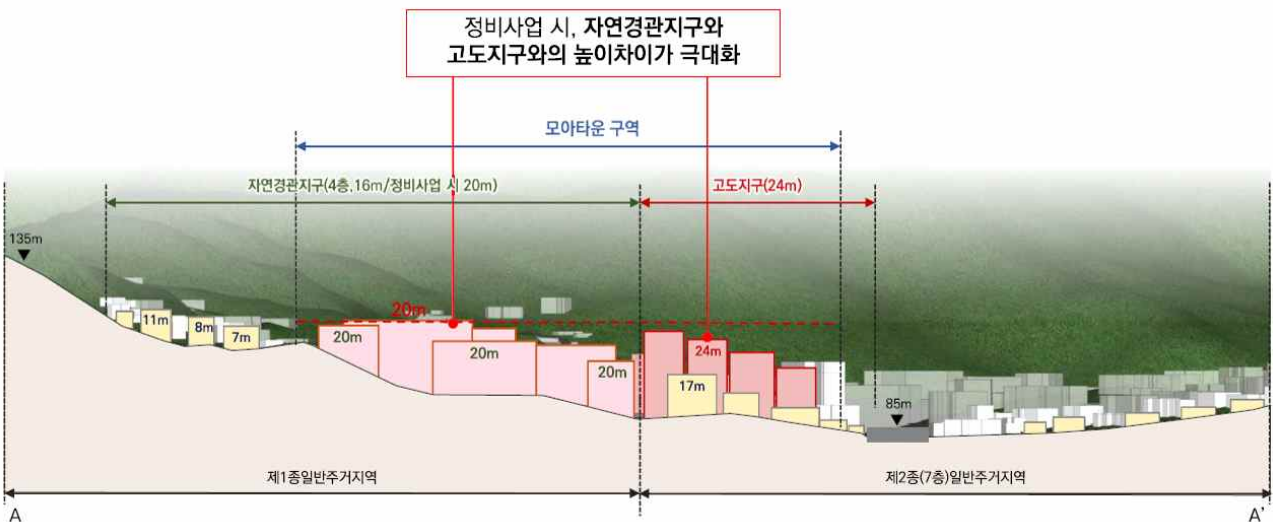 정비사업 시, 자연경관지구와
고도지구와의 높이차이가 극대화
모아타운 구역
자연경관지구(4층,16m/정비사업 시 20m)
고도지구(24m)
135m
11m
8m
7m
20m
20m
20m
20m
24m
17m
85m
제1종일반주거지역
제2종(7층)일반주거지역
A
A'